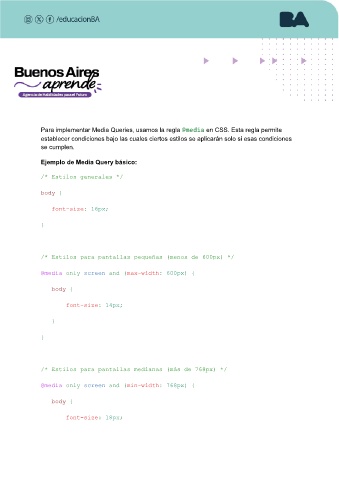 /educacionBA
BA
Buenos Aires
aprende
Agencia de Habilidades para el Futuro
Para implementar Media Queries, usamos la regla @media en CSS. Esta regla permite
establecer condiciones bajo las cuales ciertos estilos se aplicarán solo si esas condiciones
se cumplen.
Ejemplo de Media Query básico:
/* Estilos generales */
body {
font-size: 16px;
}
/* Estilos para pantallas pequeñas (menos de 600px) */
@media only screen and (max-width: 600px) {
body {
font-size: 14px;
}
}
/* Estilos para pantallas medianas (más de 768px) */
@media only screen and (min-width: 768px) {
body {
font-size: 18px;